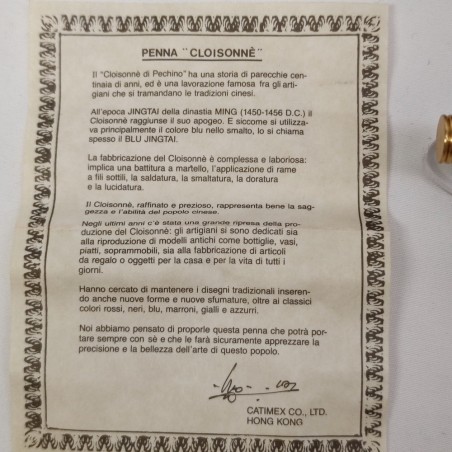 PENNA "CLOISONNÈ"
Il "Cloisonnè di Pechino" ha una storia di parecchie cen-
tinaia di anni, ed è una lavorazione famosa fra gli arti-
giani che si tramandano le tradizioni cinesi.
All'epoca JINGTAI della dinastia MING (1450-1456 D.C.) il
Cloisonnè raggiunse il suo apogeo. E siccome si utilizza-
va principalmente il colore blu nello smalto, lo si chiama
spesso il BLU JINGTAI.
La fabbricazione del Cloisonnè è complessa e laboriosa:
implica una battitura a martello, l'applicazione di rame
a fili sottili, la saldatura, la smaltatura, la doratura
e la lucidatura.
Il Cloisonnè, raffinato e prezioso, rappresenta bene la sag-
gezza e l'abilità del popolo cinese.
Negli ultimi anni c'è stata una grande ripresa della pro-
duzione del Cloisonnè: gli artigiani si sono dedicati sia
alla riproduzione di modelli antichi come bottiglie, vasi,
piatti, soprammobili, sia alla fabbricazione di articoli
da regalo o oggetti per la casa e per la vita di tutti i
giorni.
Hanno cercato di mantenere i disegni tradizionali inseren-
do anche nuove forme e nuove sfumature, oltre ai classici
colori rossi, neri, blu, marroni, gialli e azzurri.
Noi abbiamo pensato di proporle questa penna che potrà por-
tare sempre con sè e che le farà sicuramente apprezzare la
precisione e la bellezza dell'arte di questo popolo.
CATIMEX CO., LTD.
HONG KONG